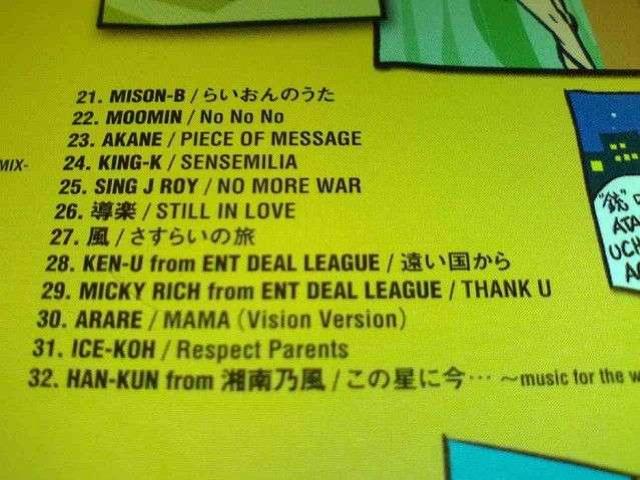 21. MISON-B / らいおんのうた
22. MOOMIN / No No No
23. AKANE / PIECE OF MESSAGE
MIX-
24. KING-K / SENSEMILIA
25. SING J ROY / NO MORE WAR
26. 導楽 / STILL IN LOVE
27. 風 / さすらいの旅
28. KEN-U from ENT DEAL LEAGUE / 遠い国から
29. MICKY RICH from ENT DEAL LEAGUE / THANK U
30. ARARE / MAMA (Vision Version)
31. ICE-KOH / Respect Parents
32. HAN-KUN from 湘南乃風 / この星に今… ～music for the w
"銃"
ATA
UCH